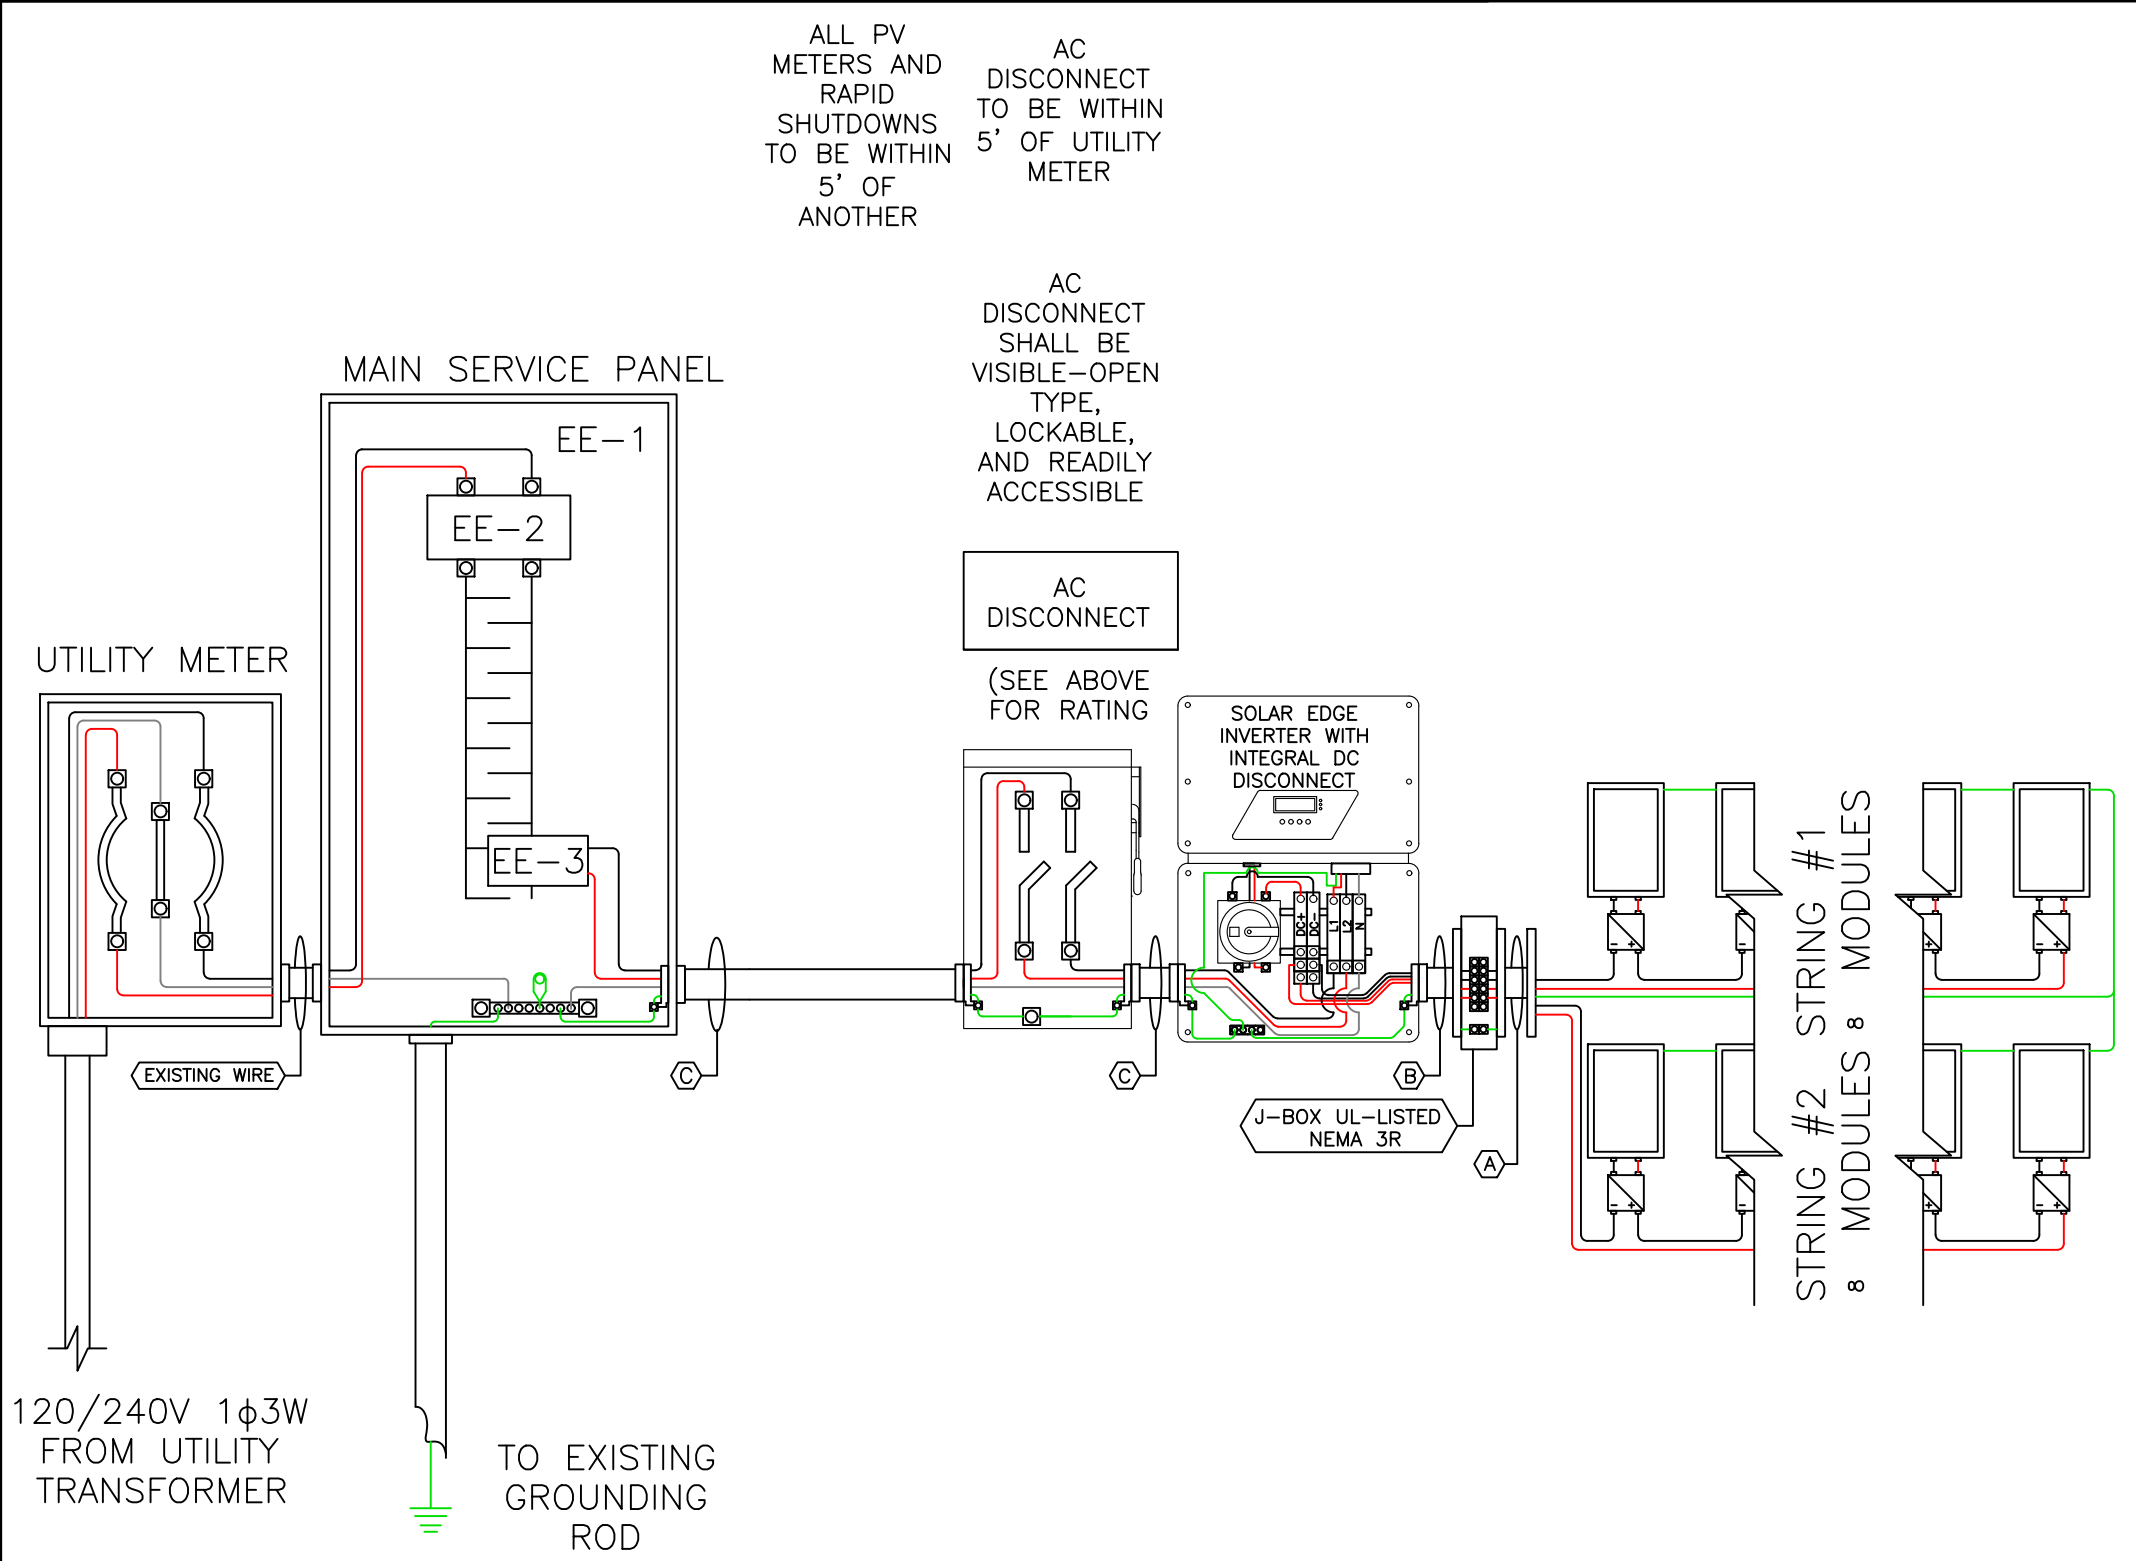 ALL PV
METERS AND
RAPID
SHUTDOWNS
TO BE WITHIN
5' OF
ANOTHER
AC
DISCONNECT
TO BE WITHIN
5' OF UTILITY
METER
AC
DISCONNECT
SHALL BE
VISIBLE-OPEN
TYPE,
LOCKABLE,
AND READILY
ACCESSIBLE
MAIN SERVICE PANEL
EE-1
EE-2
EE-3
AC
DISCONNECT
(SEE ABOVE
FOR RATING
UTILITY METER
SOLAR EDGE
INVERTER WITH
INTEGRAL DC
DISCONNECT
DC+
DC-
L1
L2
N
STRING #1
8 MODULES
STRING #2
8 MODULES
- +
-
+
- +
- +
-
+
- +
EXISTING WIRE
C
C
B
J-BOX UL-LISTED
NEMA 3R
A
120/240V 1ϕ3W
FROM UTILITY
TRANSFORMER
TO EXISTING
GROUNDING
ROD